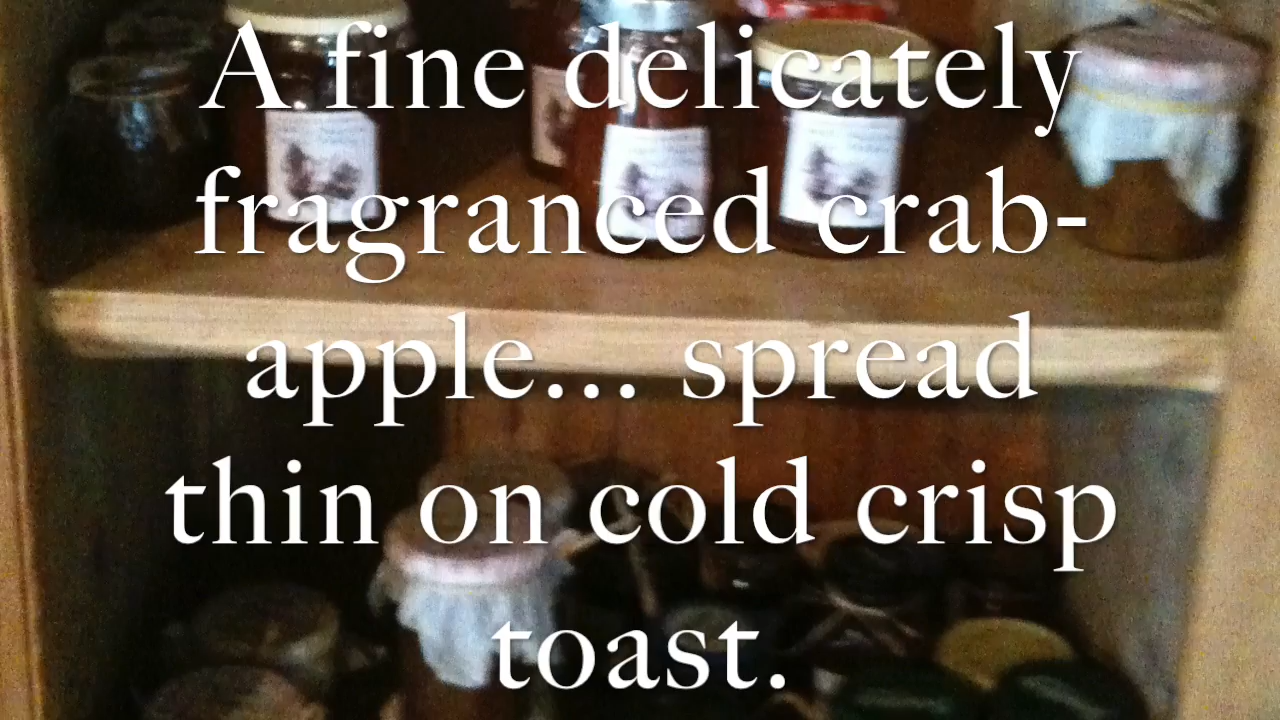 A fine delicately
fragranced crab-
apple... spread
thin on cold crisp
toast.